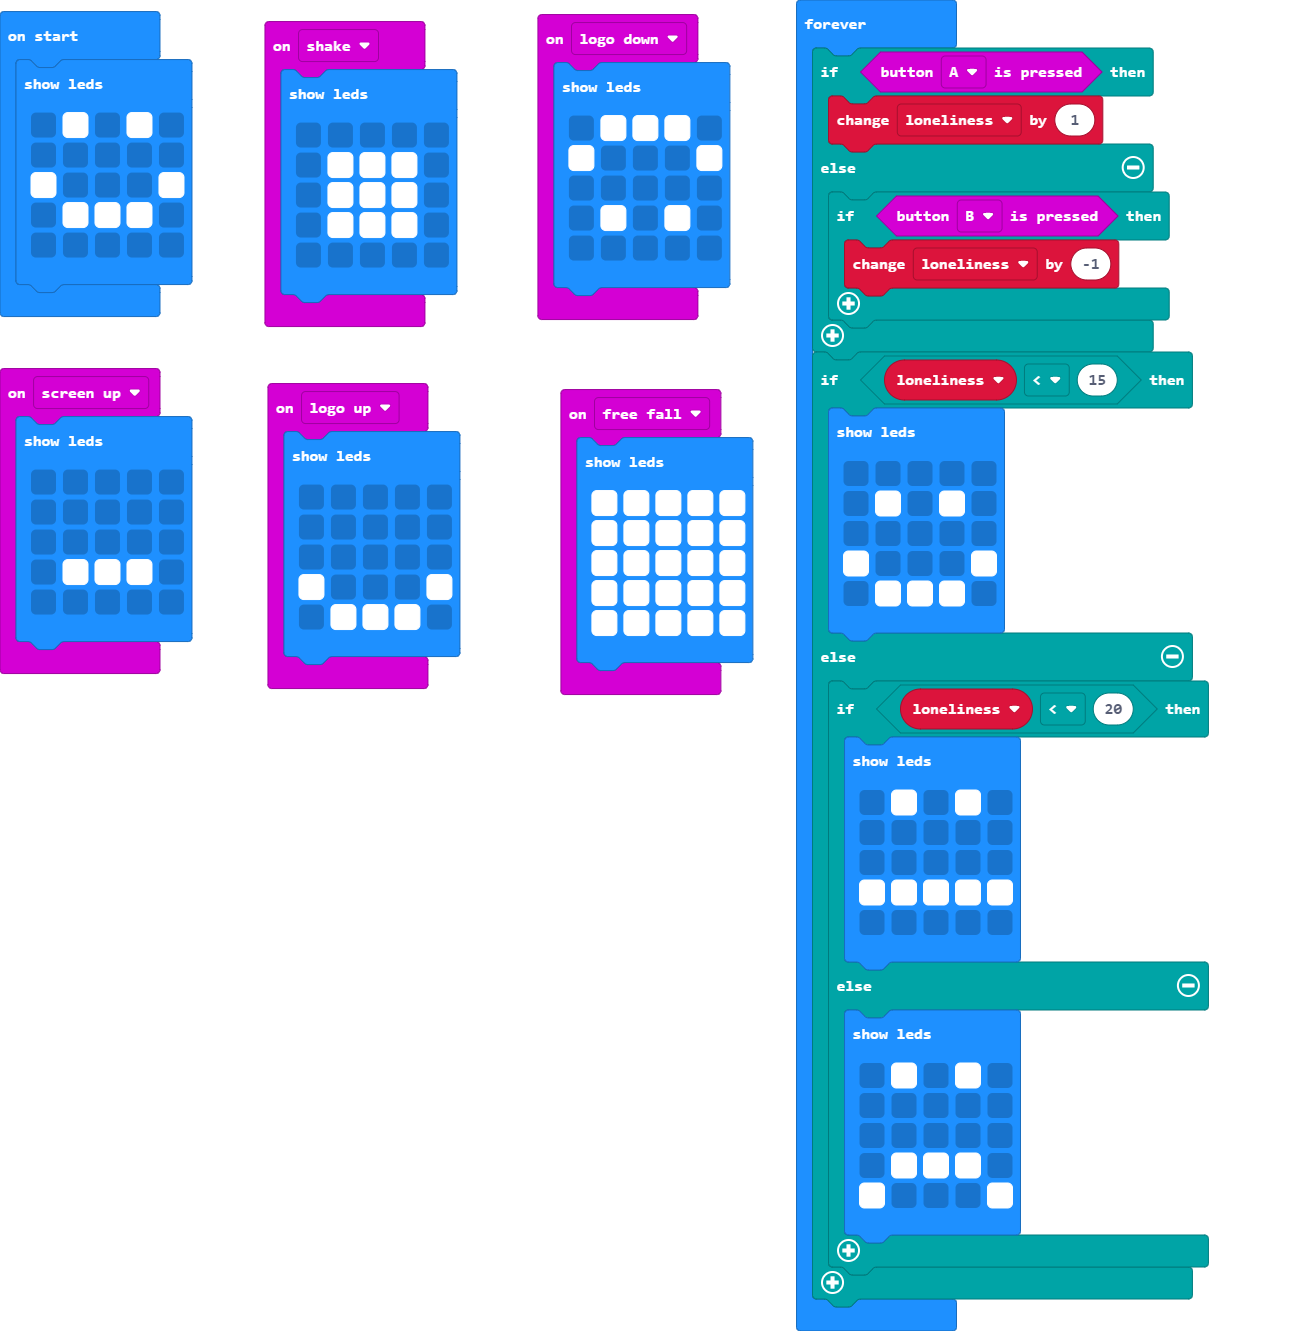 on start
show leds
on shake
show leds
on logo down
show leds
on screen up
show leds
on logo up
show leds
on free fall
show leds
forever
if button A is pressed then
change loneliness by 1
else
if button B is pressed then
change loneliness by -1
if loneliness < 15 then
show leds
else
if loneliness < 20 then
show leds
else
show leds